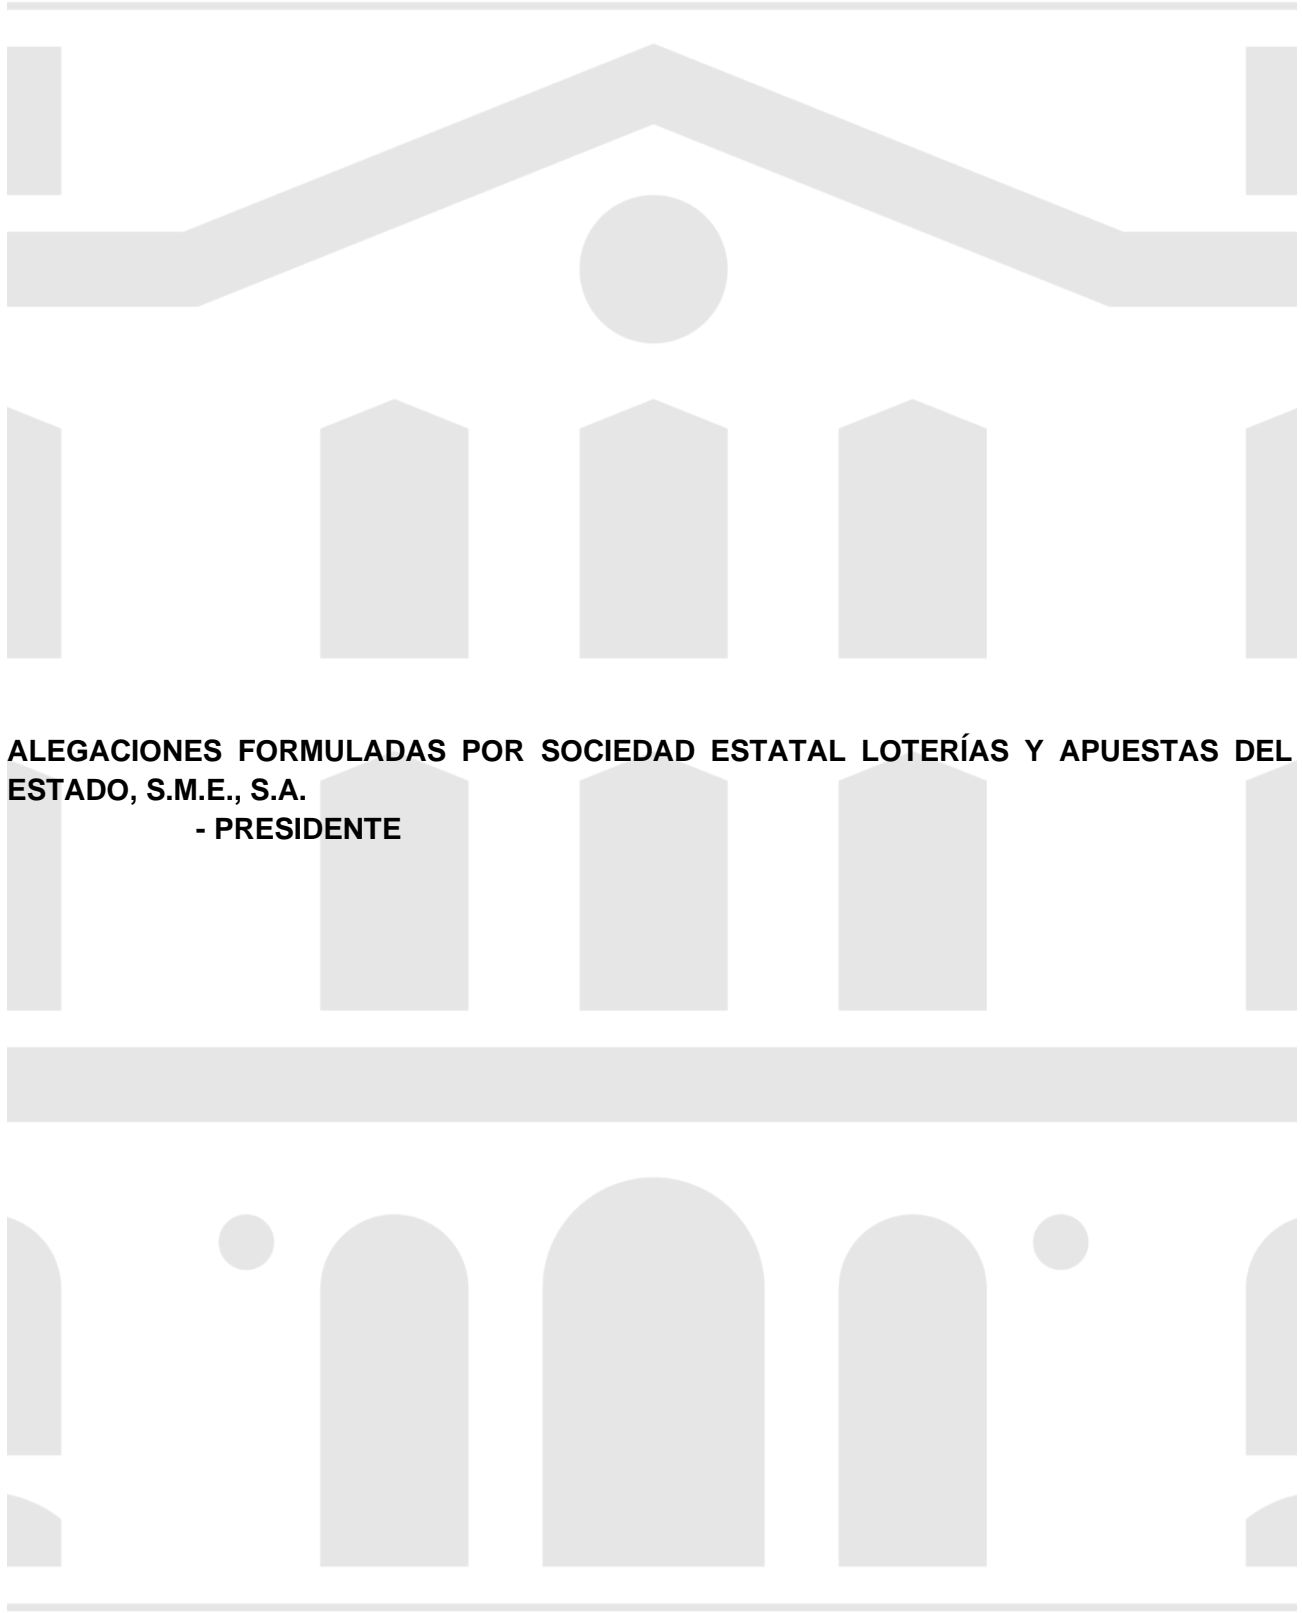 ALEGACIONES FORMULADAS POR SOCIEDAD ESTATAL LOTERÍAS Y APUESTAS DEL
ESTADO, S.M.E., S.A.
- PRESIDENTE